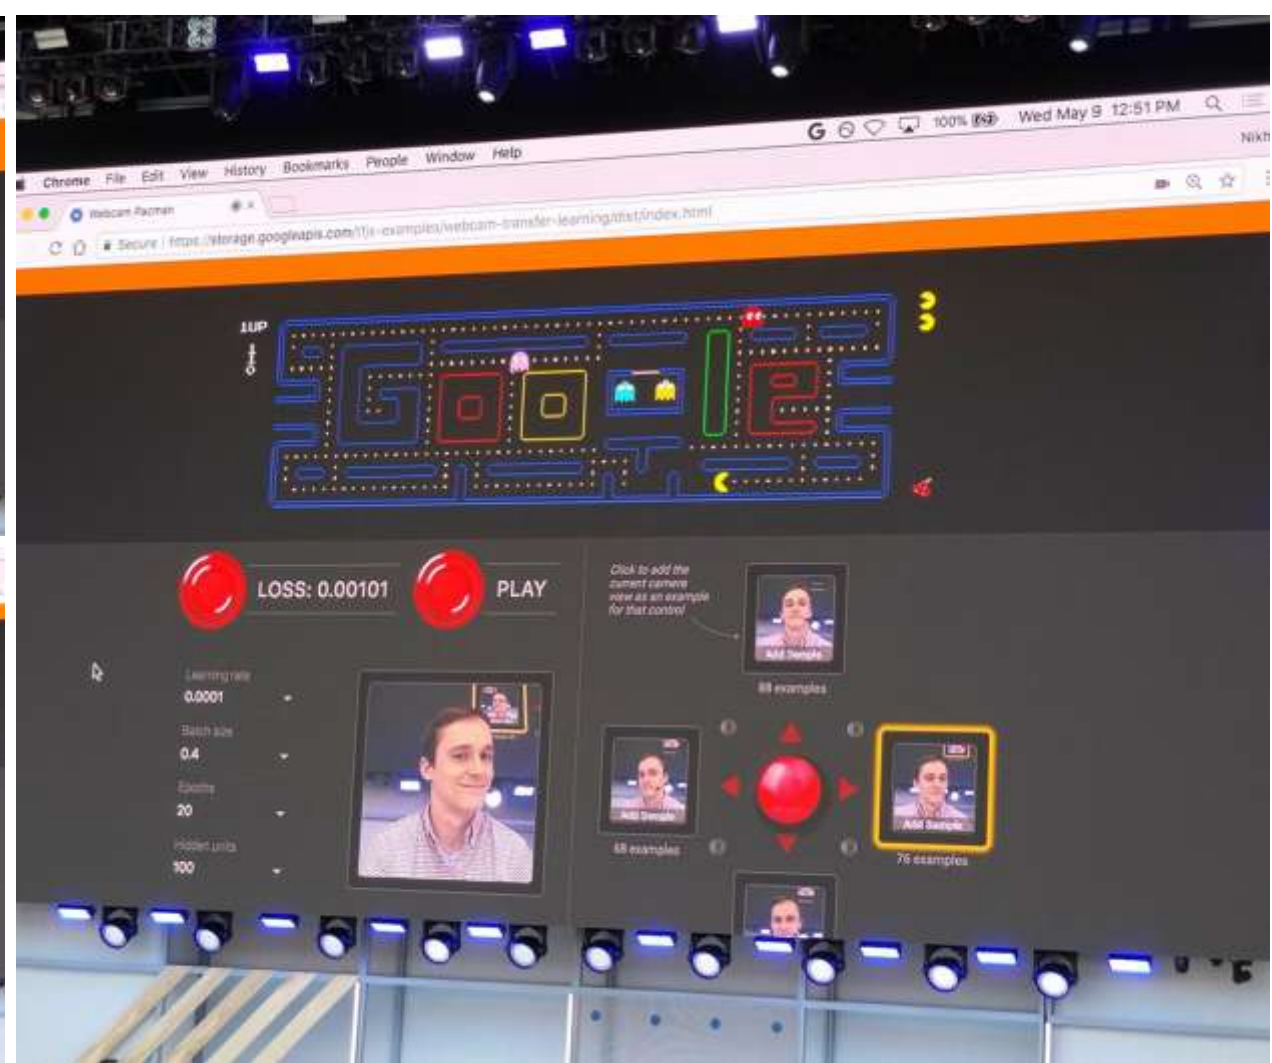 Chrome File Edit View History Bookmarks People Window Help
G 100% Wed May 9 12:51 PM
Nikh
Webcam Pacman
Secure | https://storage.googleapis.com/tfjs-examples/webcam-transfer-learning/dist/index.html
1UP
LOSS: 0.00101
PLAY
Click to add the
current camera
view as an example
for that control
Add Sample
88 examples
Learning rate
0.0001
Batch size
0.4
Epochs
20
Hidden units
100
Add Sample
68 examples
Add Sample
76 examples